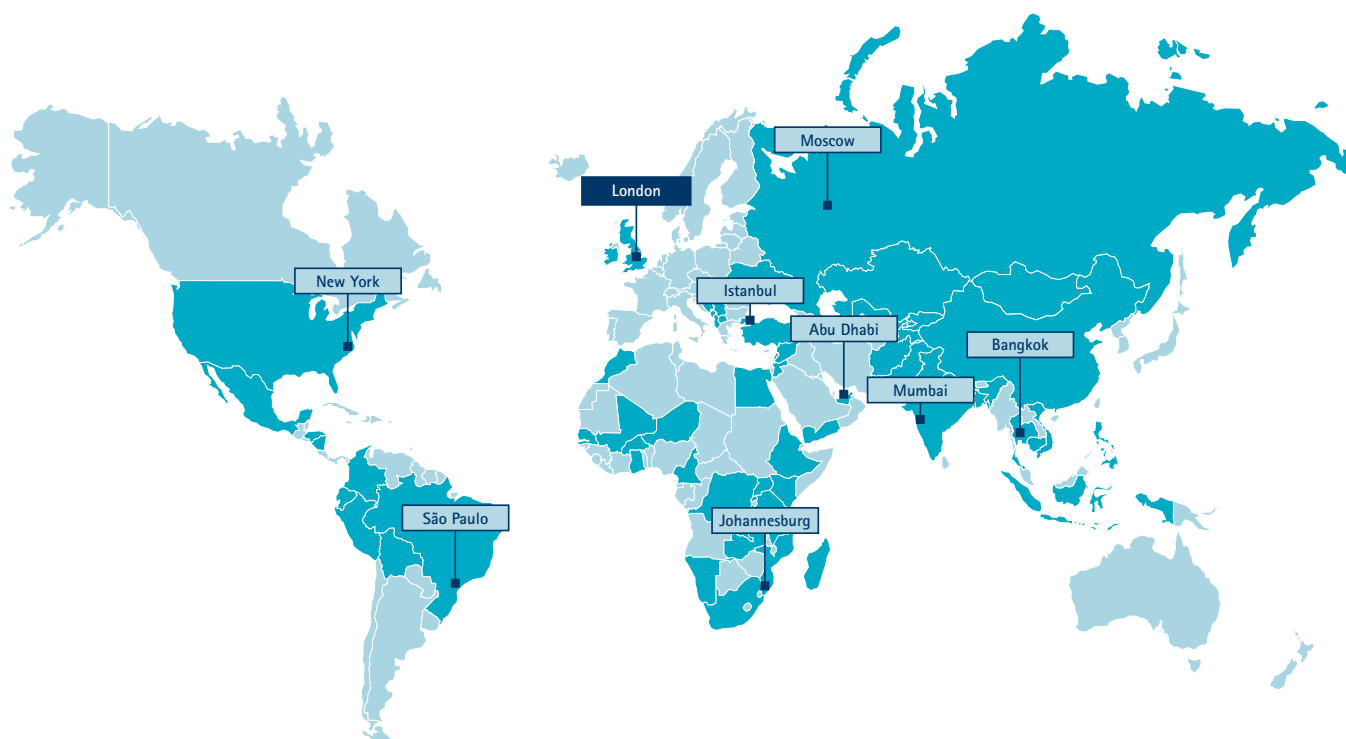 Moscow
London
New York
Istanbul
Abu Dhabi
Bangkok
Mumbai
São Paulo
Johannesburg